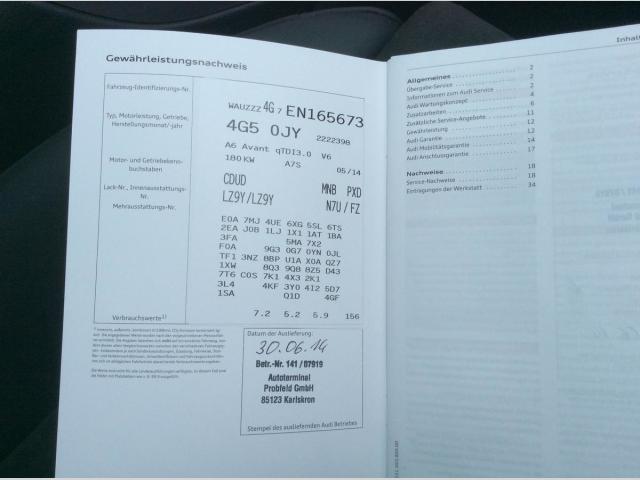 Gewährleistungsnachweis
Fahrzeug-Identifizierungs-Nr.
WAUZZZ 4G 7 EN165673
Typ, Motorleistung, Getriebe,
Herstellungsmonat/-jahr
4G5 0JY 2222398
A6 Avant qTDI3.0 V6
180 KW A7S 05/14
Motor- und Getriebekenn-
buchstaben
CDUD MNB PXD
Lack-Nr., Innenausstattungs-
Nr.
LZ9Y/LZ9Y N7U / FZ
Mehrausstattungs-Nr.
E0A 7MJ 4UE 6XG 5SL 6TS
2EA J0B 1LJ 1X1 1AT 1BA
3FA 5MA 7X2
F0A 9G3 0G7 0YN 0JL
TF1 3NZ 8BP U1A X0A QZ7
1XW 8Q3 9Q8 8Z5 D43
7T6 C0S 7K1 4X3 2K1
3L4 4KF 3Y0 4I2 5D7
1SA Q1D 4GF
Verbrauchswerte¹⁾ 7.2 5.2 5.9 156
Datum der Auslieferung:
30.06.14
Betr.-Nr. 141 / 07919
Autoterminal
Probfeld GmbH
85123 Karlskron
Stempel des ausliefernden Audi Betriebes
Inhalt
Allgemeines 2
Übergabe-Service 2
Informationen zum Audi Service 2
Audi Wartungskonzept 4
Zusatzarbeiten 6
Zusätzliche Service-Angebote 11
Gewährleistung 12
Audi Garantie 12
Audi Mobilitätsgarantie 14
Audi Anschlussgarantie 17
Nachweise 18
Service-Nachweise 18
Eintragungen der Werkstatt 34